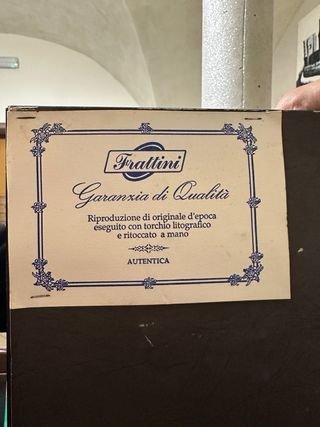 Frattini
Garanzia di Qualità
Riproduzione di originale d'epoca
eseguito con torchio litografico
e ritoccato a mano
AUTENTICA